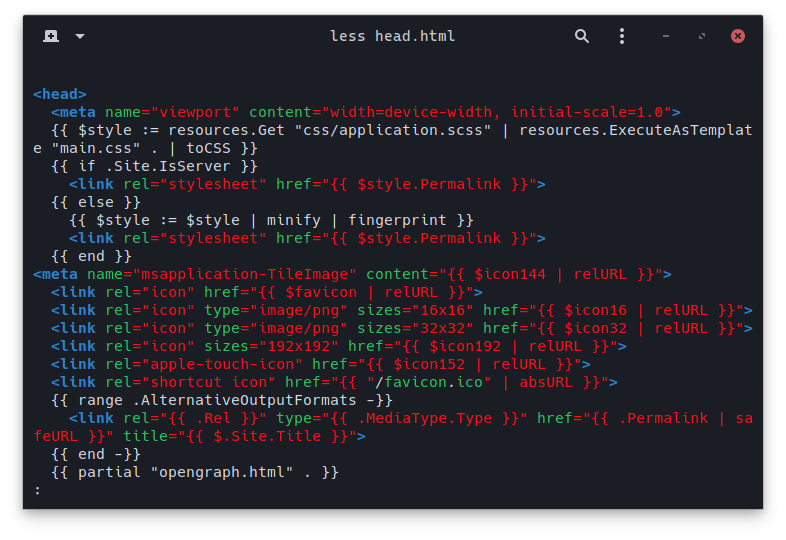 less head.html
<head>
<meta name="viewport" content="width=device-width, initial-scale=1.0">
{{ $style := resources.Get "css/application.scss" | resources.ExecuteAsTemplat
e "main.css" . | toCSS }}
{{ if .Site.IsServer }}
<link rel="stylesheet" href="{{ $style.Permalink }}">
{{ else }}
{{ $style := $style | minify | fingerprint }}
<link rel="stylesheet" href="{{ $style.Permalink }}">
{{ end }}
<meta name="msapplication-TileImage" content="{{ $icon144 | relURL }}">
<link rel="icon" href="{{ $favicon | relURL }}">
<link rel="icon" type="image/png" sizes="16x16" href="{{ $icon16 | relURL }}">
<link rel="icon" type="image/png" sizes="32x32" href="{{ $icon32 | relURL }}">
<link rel="icon" sizes="192x192" href="{{ $icon192 | relURL }}">
<link rel="apple-touch-icon" href="{{ $icon152 | relURL }}">
<link rel="shortcut icon" href="{{ "/favicon.ico" | absURL }}">
{{ range .AlternativeOutputFormats -}}
<link rel="{{ .Rel }}" type="{{ .MediaType.Type }}" href="{{ .Permalink | sa
feURL }}" title="{{ $.Site.Title }}">
{{ end -}}
{{ partial "opengraph.html" . }}
: